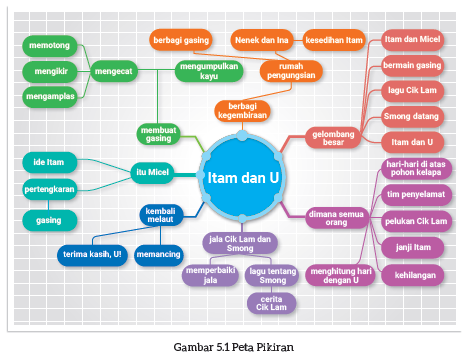 berbagi gasing
Nenek dan Ina
kesedihan Itam
Itam dan Micel
memotong
mengikir
mengamplas
mengecat
mengumpulkan
kayu
rumah
pengungsian
bermain gasing
lagu Cik Lam
Smong datang
Itam dan U
berbagi
kegembiraan
membuat
gasing
gelombang
besar
ide Itam
pertengkaran
gasing
itu Micel
Itam dan U
hari-hari di atas
pohon kelapa
tim penyelamat
pelukan Cik Lam
janji Itam
kehilangan
dimana semua
orang
menghitung hari
dengan U
kembali
melaut
terima kasih, U!
memancing
jala Cik Lam dan
Smong
memperbaiki
jala
lagu tentang
Smong
cerita
Cik Lam
Gambar 5.1 Peta Pikiran